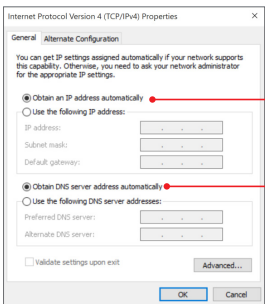 Internet Protocol Version 4 (TCP/IPv4) Properties
General Alternate Configuration
You can get IP settings assigned automatically if your network supports
this capability. Otherwise, you need to ask your network administrator
for the appropriate IP settings.
Obtain an IP address automatically
Use the following IP address:
IP address:
Subnet mask:
Default gateway:
Obtain DNS server address automatically
Use the following DNS server addresses:
Preferred DNS server:
Alternate DNS server:
Validate settings upon exit
Advanced...
OK Cancel